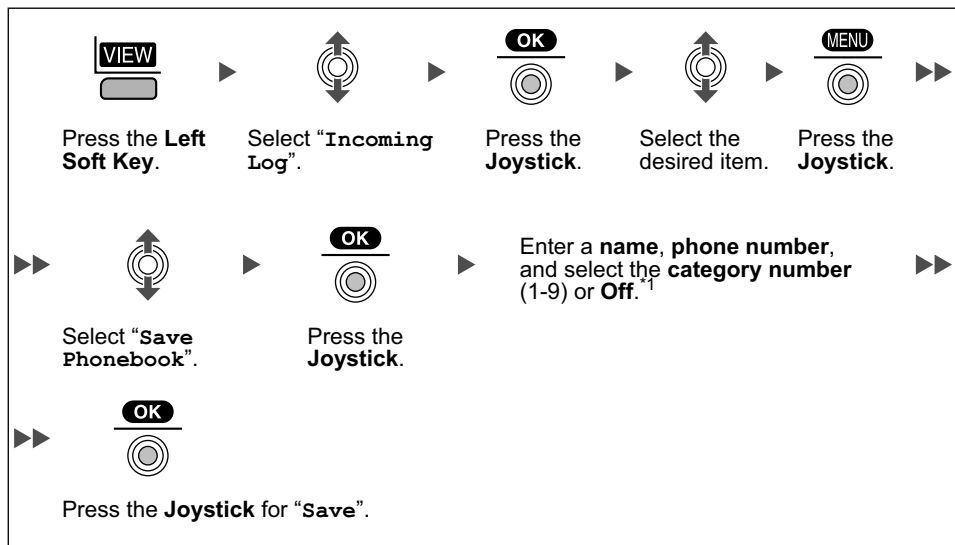 VIEW
OK
MENU
Press the Left
Soft Key.
Select “Incoming
Log”.
Press the
Joystick.
Select the
desired item.
Press the
Joystick.
OK
Enter a name, phone number,
and select the category number
(1-9) or Off.*1
Select “Save
Phonebook”.
Press the
Joystick.
OK
Press the Joystick for “Save”.